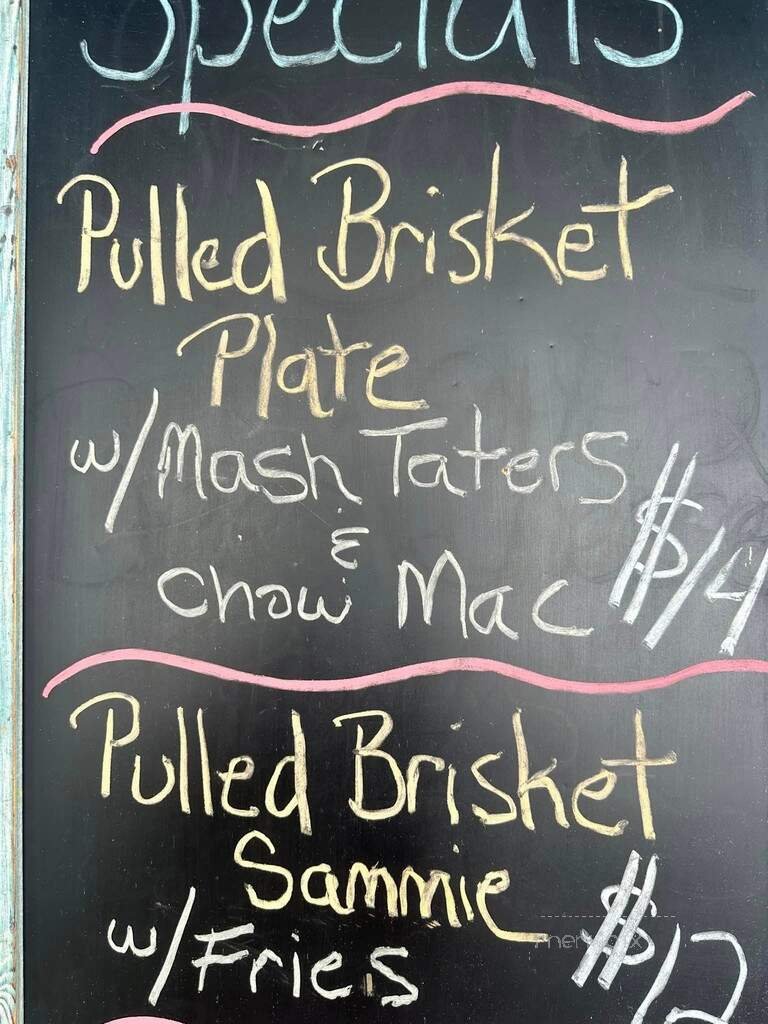 Specials
Pulled Brisket
Plate
w/Mash Taters
&
Chow Mac $14
Pulled Brisket
Sammie
w/Fries $12